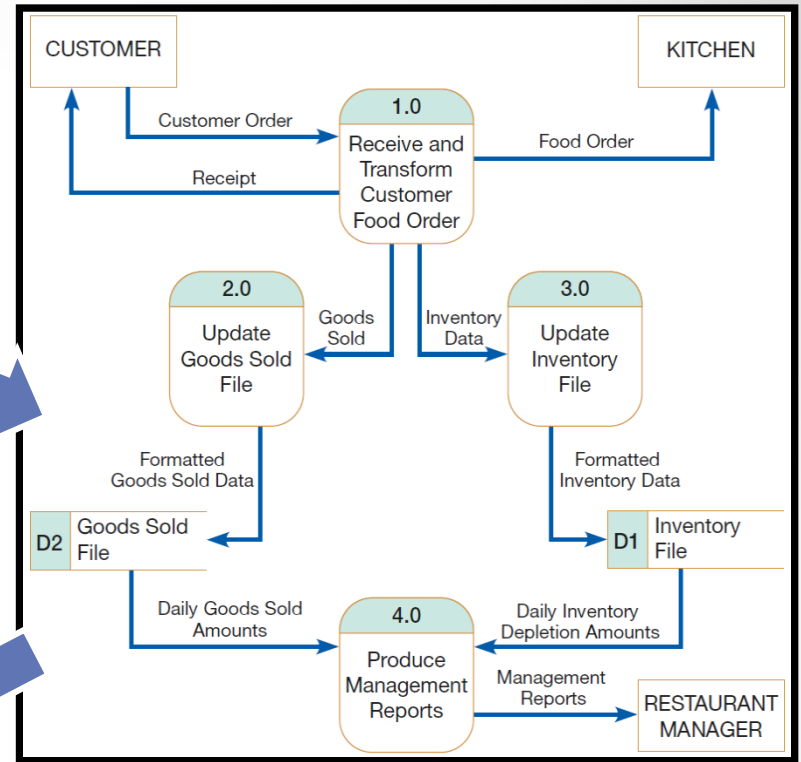 CUSTOMER
KITCHEN
1.0
Receive and
Transform
Customer
Food Order
Customer Order
Receipt
Food Order
2.0
Update
Goods Sold
File
Goods
Sold
Inventory
Data
3.0
Update
Inventory
File
Formatted
Goods Sold Data
Formatted
Inventory Data
D2
Goods Sold
File
D1
Inventory
File
Daily Goods Sold
Amounts
4.0
Produce
Management
Reports
Daily Inventory
Depletion Amounts
Management
Reports
RESTAURANT
MANAGER